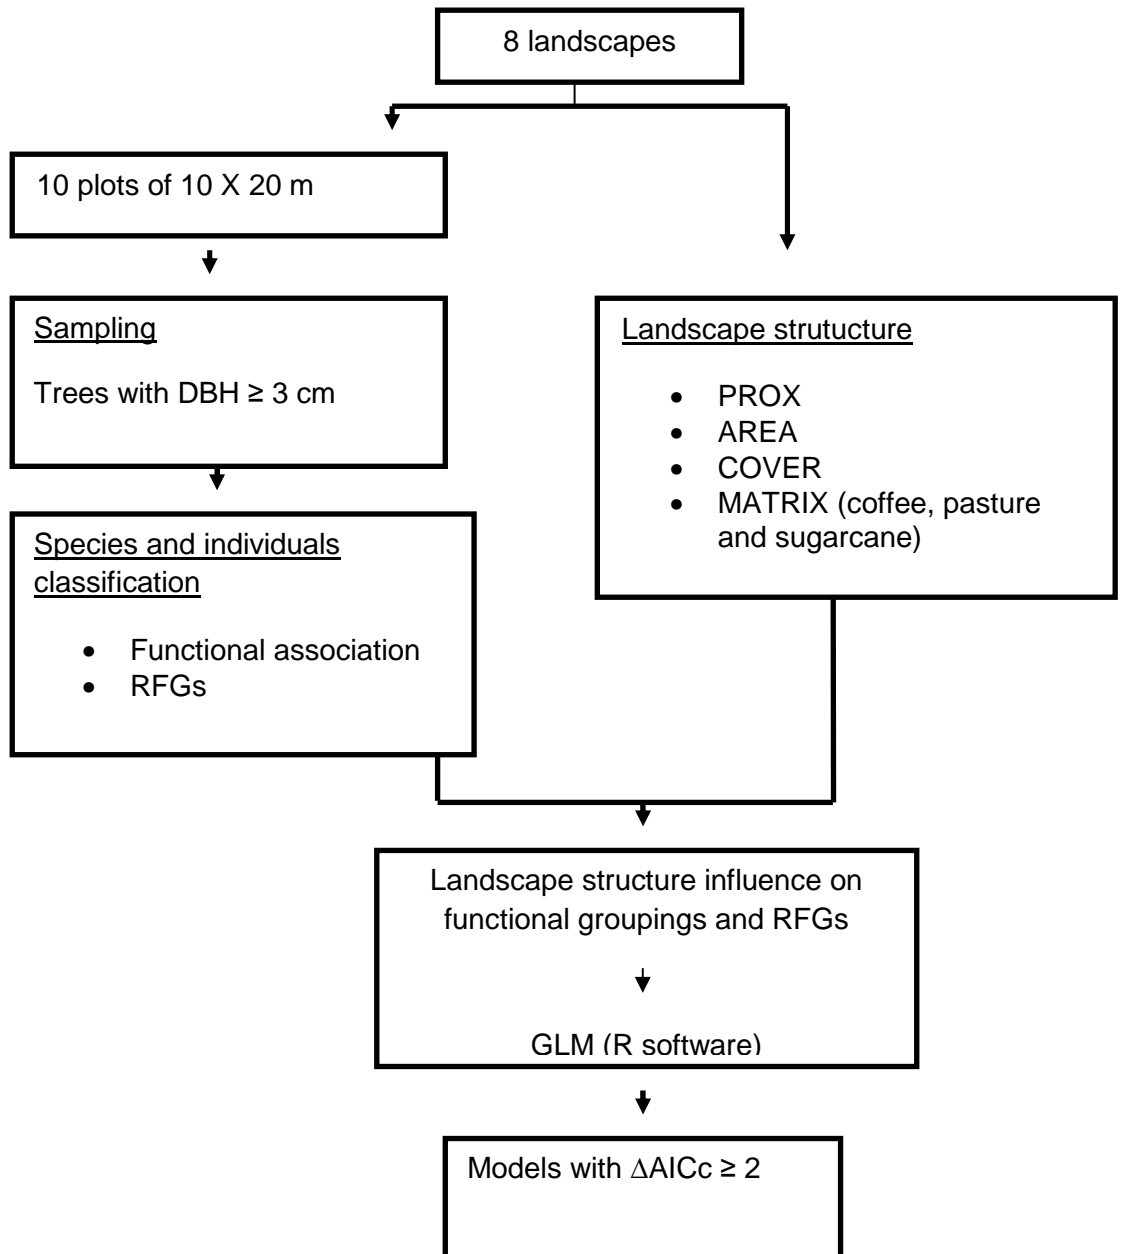 8 landscapes
10 plots of 10 X 20 m
Sampling
Trees with DBH ≥ 3 cm
Species and individuals
classification
• Functional association
• RFGs
Landscape strutucture
• PROX
• AREA
• COVER
• MATRIX (coffee, pasture
and sugarcane)
Landscape structure influence on
functional groupings and RFGs
GLM (R software)
Models with ∆AICc ≥ 2